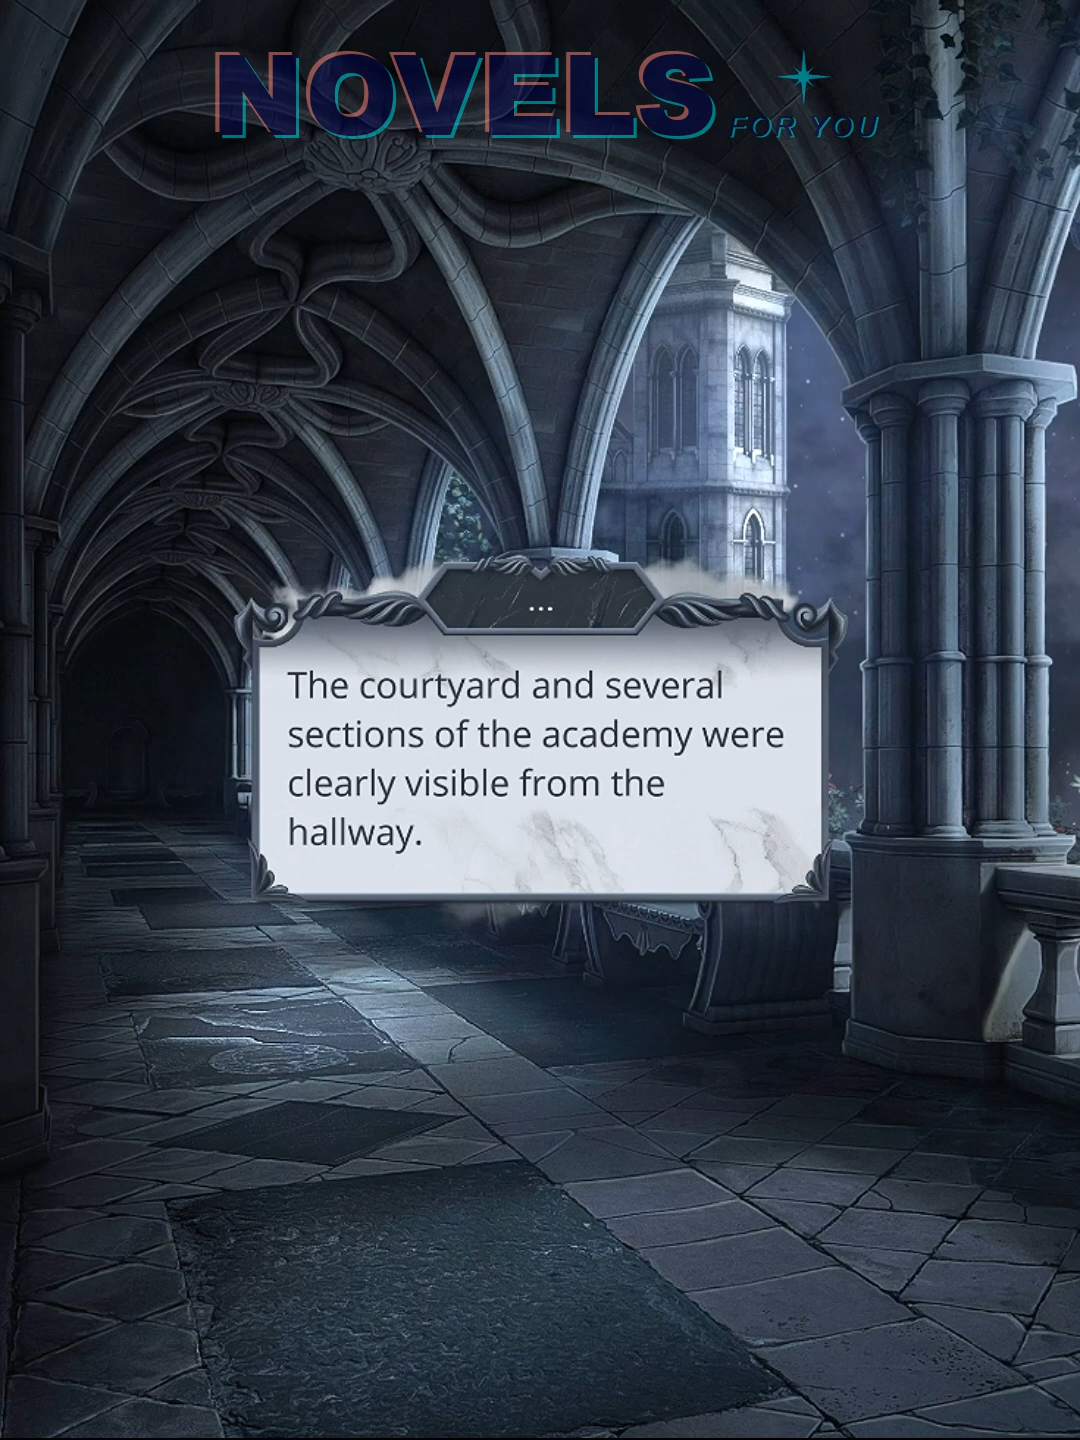 NOVELS
FOR YOU
...
The courtyard and several
sections of the academy were
clearly visible from the
hallway.